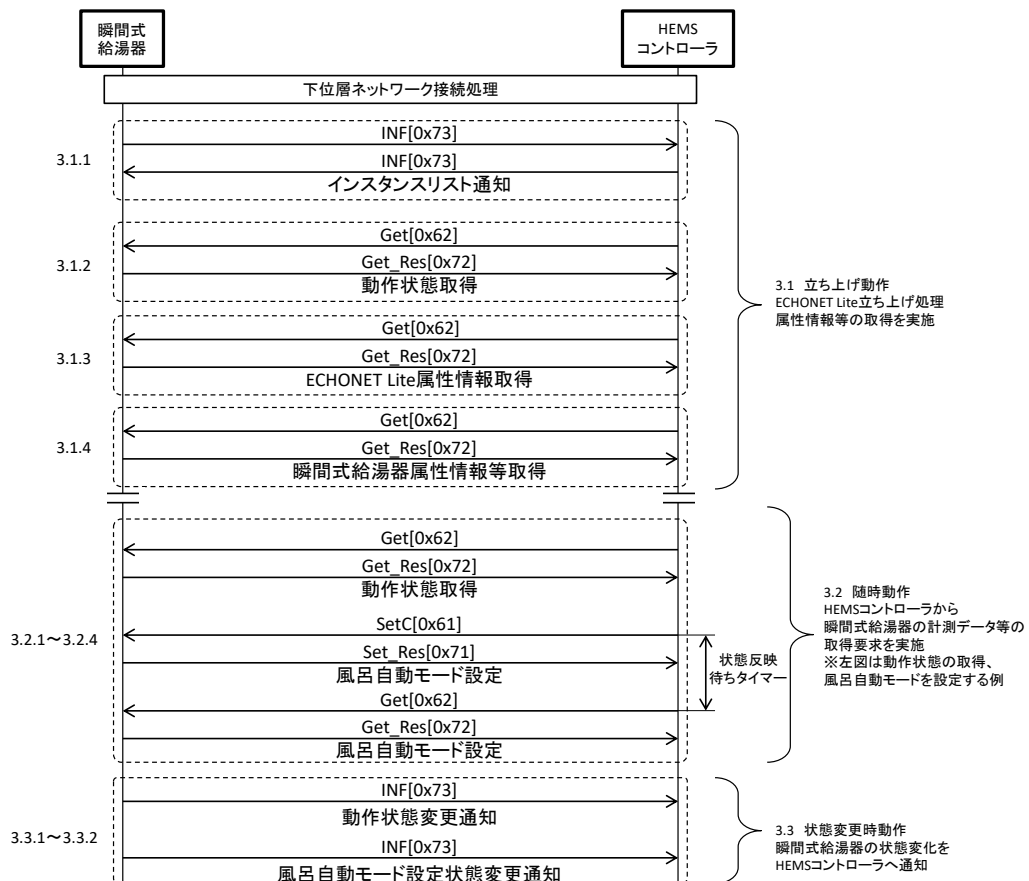 瞬間式
給湯器
HEMS
コントローラ
下位層ネットワーク接続処理
3.1.1
INF[0x73]
INF[0x73]
インスタンスリスト通知
3.1.2
Get[0x62]
Get_Res[0x72]
動作状態取得
3.1.3
Get[0x62]
Get_Res[0x72]
ECHONET Lite属性情報取得
3.1.4
Get[0x62]
Get_Res[0x72]
瞬間式給湯器属性情報等取得
3.1 立ち上げ動作
ECHONET Lite立ち上げ処理
属性情報等の取得を実施
3.2.1～3.2.4
Get[0x62]
Get_Res[0x72]
動作状態取得
SetC[0x61]
Set_Res[0x71]
風呂自動モード設定
Get[0x62]
Get_Res[0x72]
風呂自動モード設定
状態反映
待ちタイマー
3.2 随時動作
HEMSコントローラから
瞬間式給湯器の計測データ等の
取得要求を実施
※左図は動作状態の取得、
風呂自動モードを設定する例
3.3.1～3.3.2
INF[0x73]
動作状態変更通知
INF[0x73]
風呂自動モード設定状態変更通知
3.3 状態変更時動作
瞬間式給湯器の状態変化を
HEMSコントローラへ通知